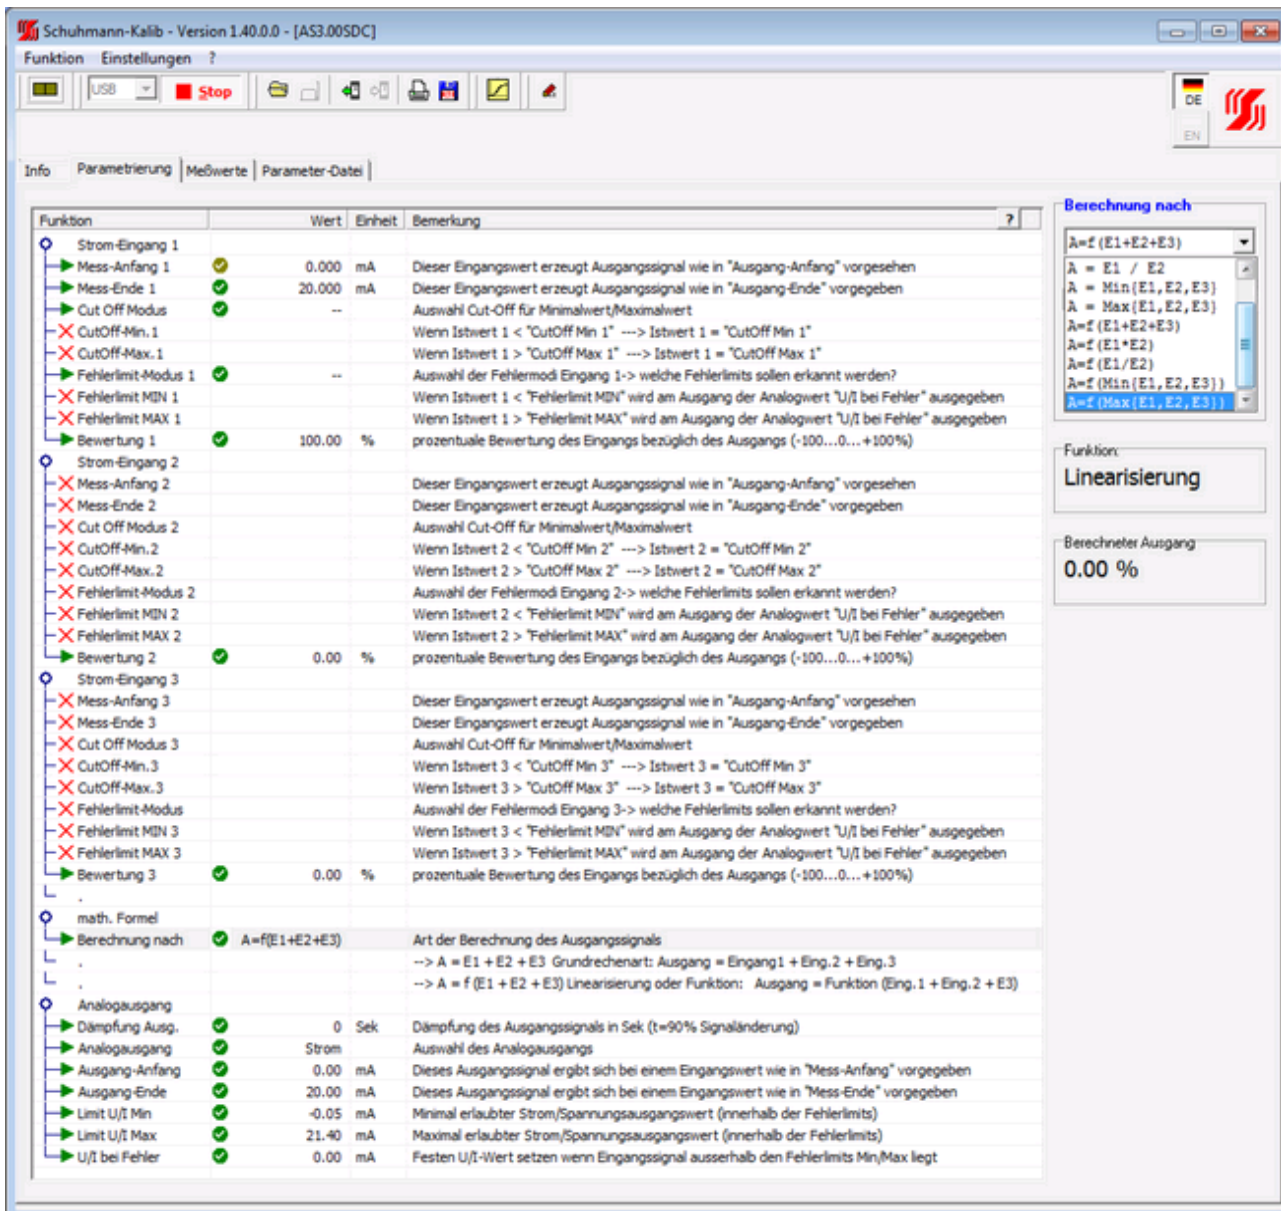 Schuhmann-Kalib - Version 1.40.0.0 - [AS3.00SDC]
Funktion Einstellungen ?
USB Stop
DE
EN
Info Parametrierung Meßwerte Parameter-Datei
Funktion Wert Einheit Bemerkung ?
Strom-Eingang 1
Mess-Anfang 1 0.000 mA Dieser Eingangswert erzeugt Ausgangssignal wie in "Ausgang-Anfang" vorgesehen
Mess-Ende 1 20.000 mA Dieser Eingangswert erzeugt Ausgangssignal wie in "Ausgang-Ende" vorgegeben
Cut Off Modus -- Auswahl Cut-Off für Minimalwert/Maximalwert
CutOff-Min.1 Wenn Istwert 1 < "CutOff Min 1" ---> Istwert 1 = "CutOff Min 1"
CutOff-Max.1 Wenn Istwert 1 > "CutOff Max 1" ---> Istwert 1 = "CutOff Max 1"
Fehlerlimit-Modus 1 -- Auswahl der Fehlermodi Eingang 1-> welche Fehlerlimits sollen erkannt werden?
Fehlerlimit MIN 1 Wenn Istwert 1 < "Fehlerlimit MIN" wird am Ausgang der Analogwert "U/I bei Fehler" ausgegeben
Fehlerlimit MAX 1 Wenn Istwert 1 > "Fehlerlimit MAX" wird am Ausgang der Analogwert "U/I bei Fehler" ausgegeben
Bewertung 1 100.00 % prozentuale Bewertung des Eingangs bezüglich des Ausgangs (-100...0...+100%)
Strom-Eingang 2
Mess-Anfang 2 Dieser Eingangswert erzeugt Ausgangssignal wie in "Ausgang-Anfang" vorgesehen
Mess-Ende 2 Dieser Eingangswert erzeugt Ausgangssignal wie in "Ausgang-Ende" vorgegeben
Cut Off Modus 2 Auswahl Cut-Off für Minimalwert/Maximalwert
CutOff-Min.2 Wenn Istwert 2 < "CutOff Min 2" ---> Istwert 2 = "CutOff Min 2"
CutOff-Max.2 Wenn Istwert 2 > "CutOff Max 2" ---> Istwert 2 = "CutOff Max 2"
Fehlerlimit-Modus 2 Auswahl der Fehlermodi Eingang 2-> welche Fehlerlimits sollen erkannt werden?
Fehlerlimit MIN 2 Wenn Istwert 2 < "Fehlerlimit MIN" wird am Ausgang der Analogwert "U/I bei Fehler" ausgegeben
Fehlerlimit MAX 2 Wenn Istwert 2 > "Fehlerlimit MAX" wird am Ausgang der Analogwert "U/I bei Fehler" ausgegeben
Bewertung 2 0.00 % prozentuale Bewertung des Eingangs bezüglich des Ausgangs (-100...0...+100%)
Strom-Eingang 3
Mess-Anfang 3 Dieser Eingangswert erzeugt Ausgangssignal wie in "Ausgang-Anfang" vorgesehen
Mess-Ende 3 Dieser Eingangswert erzeugt Ausgangssignal wie in "Ausgang-Ende" vorgegeben
Cut Off Modus 3 Auswahl Cut-Off für Minimalwert/Maximalwert
CutOff-Min.3 Wenn Istwert 3 < "CutOff Min 3" ---> Istwert 3 = "CutOff Min 3"
CutOff-Max.3 Wenn Istwert 3 > "CutOff Max 3" ---> Istwert 3 = "CutOff Max 3"
Fehlerlimit-Modus Auswahl der Fehlermodi Eingang 3-> welche Fehlerlimits sollen erkannt werden?
Fehlerlimit MIN 3 Wenn Istwert 3 < "Fehlerlimit MIN" wird am Ausgang der Analogwert "U/I bei Fehler" ausgegeben
Fehlerlimit MAX 3 Wenn Istwert 3 > "Fehlerlimit MAX" wird am Ausgang der Analogwert "U/I bei Fehler" ausgegeben
Bewertung 3 0.00 % prozentuale Bewertung des Eingangs bezüglich des Ausgangs (-100...0...+100%)
.
math. Formel
Berechnung nach A=f(E1+E2+E3) Art der Berechnung des Ausgangssignals
. --> A = E1 + E2 + E3 Grundrechenart: Ausgang = Eingang1 + Eing.2 + Eing.3
. --> A = f (E1 + E2 + E3) Linearisierung oder Funktion: Ausgang = Funktion (Eing.1 + Eing.2 + E3)
Analogausgang
Dämpfung Ausg. 0 Sek Dämpfung des Ausgangssignals in Sek (t=90% Signaländerung)
Analogausgang Strom Auswahl des Analogausgangs
Ausgang-Anfang 0.00 mA Dieses Ausgangssignal ergibt sich bei einem Eingangswert wie in "Mess-Anfang" vorgegeben
Ausgang-Ende 20.00 mA Dieses Ausgangssignal ergibt sich bei einem Eingangswert wie in "Mess-Ende" vorgegeben
Limit U/I Min -0.05 mA Minimal erlaubter Strom/Spannungsausgangswert (innerhalb der Fehlerlimits)
Limit U/I Max 21.40 mA Maximal erlaubter Strom/Spannungsausgangswert (innerhalb der Fehlerlimits)
U/I bei Fehler 0.00 mA Festen U/I-Wert setzen wenn Eingangssignal ausserhalb den Fehlerlimits Min/Max liegt
Berechnung nach
A=f(E1+E2+E3)
A = E1 / E2
A = Min{E1,E2,E3}
A = Max{E1,E2,E3}
A=f(E1+E2+E3)
A=f(E1*E2)
A=f(E1/E2)
A=f(Min{E1,E2,E3})
A=f(Max{E1,E2,E3})
Funktion:
Linearisierung
Berechneter Ausgang
0.00 %